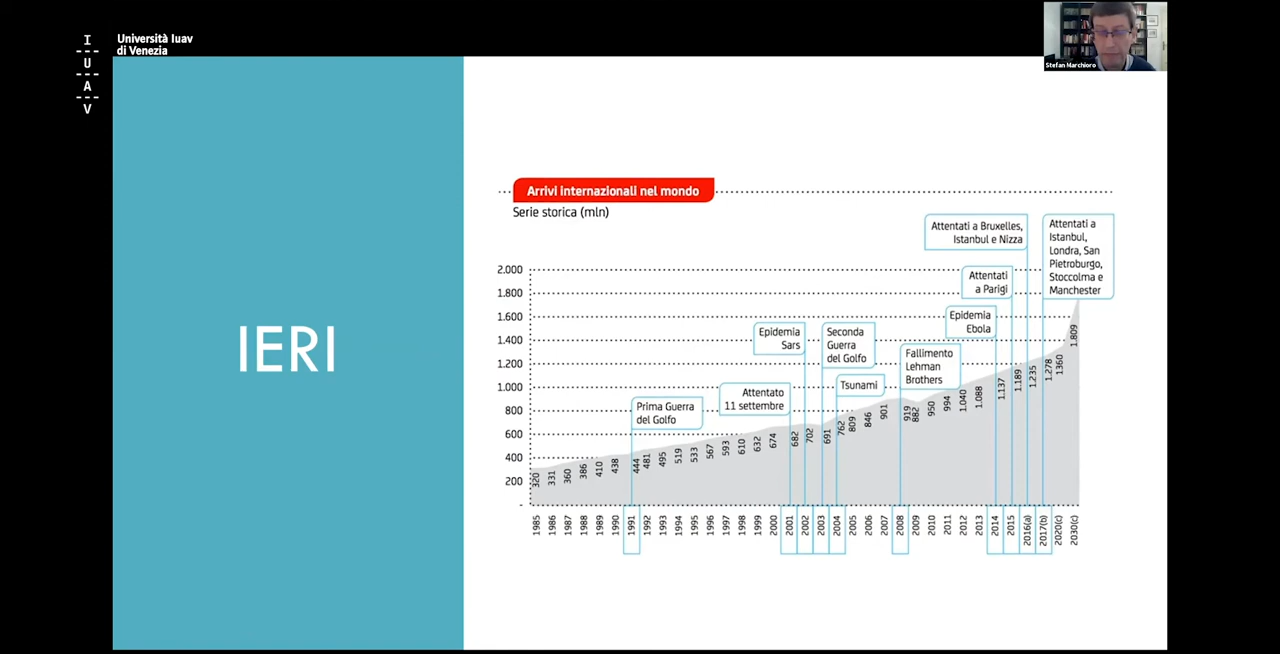 I
U
A
V
Università Iuav
di Venezia
Stefan Marchioro
IERI
Arrivi internazionali nel mondo
Serie storica (mln)
Attentati a Bruxelles,
Istanbul e Nizza
Attentati a
Istanbul,
Londra, San
Pietroburgo,
Stoccolma e
Manchester
Attentati
a Parigi
Epidemia
Ebola
Epidemia
Sars
Seconda
Guerra
del Golfo
Fallimento
Lehman
Brothers
Tsunami
Attentato
11 settembre
Prima Guerra
del Golfo
2.000
1.800
1.600
1.400
1.200
1.000
800
600
400
200
-
320
331
360
386
410
438
444
481
495
519
533
567
593
610
632
674
682
702
691
762
809
846
901
919
882
950
994
1.040
1.088
1.137
1.189
1.235
1.278
1360
1.809
1985
1986
1987
1988
1989
1990
1991
1992
1993
1994
1995
1996
1997
1998
1999
2000
2001
2002
2003
2004
2005
2006
2007
2008
2009
2010
2011
2012
2013
2014
2015
2016(a)
2017(b)
2020(c)
2030(c)